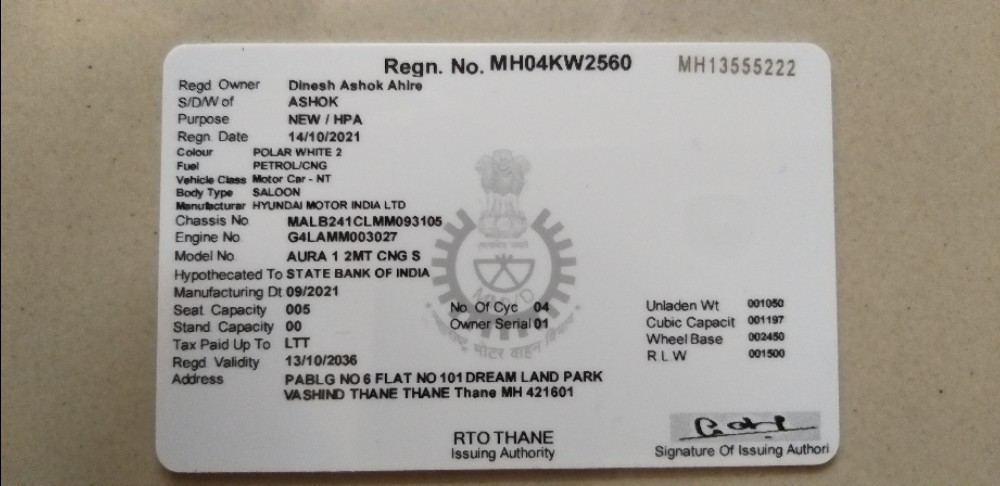 Regn. No. MH04KW2560 MH13555222
Regd Owner Dinesh Ashok Ahire
S/D/W of ASHOK
Purpose NEW / HPA
Regn. Date 14/10/2021
Colour POLAR WHITE 2
Fuel PETROL/CNG
Vehicle Class Motor Car - NT
Body Type SALOON
Manufacturar HYUNDAI MOTOR INDIA LTD
Chassis No MALB241CLMM093105
Engine No G4LAMM003027
Model No AURA 1 2MT CNG S
Hypothecated To STATE BANK OF INDIA
Manufacturing Dt 09/2021
Seat Capacity 005 No. Of Cyc 04 Unladen Wt 001050
Stand. Capacity 00 Owner Serial 01 Cubic Capacit 001197
Tax Paid Up To LTT Wheel Base 002450
Regd. Validity 13/10/2036 R L W 001500
Address PABLG NO 6 FLAT NO 101 DREAM LAND PARK
VASHIND THANE THANE Thane MH 421601
RTO THANE
Issuing Authority
Signature Of Issuing Authori
M V D
मोटर वाहन